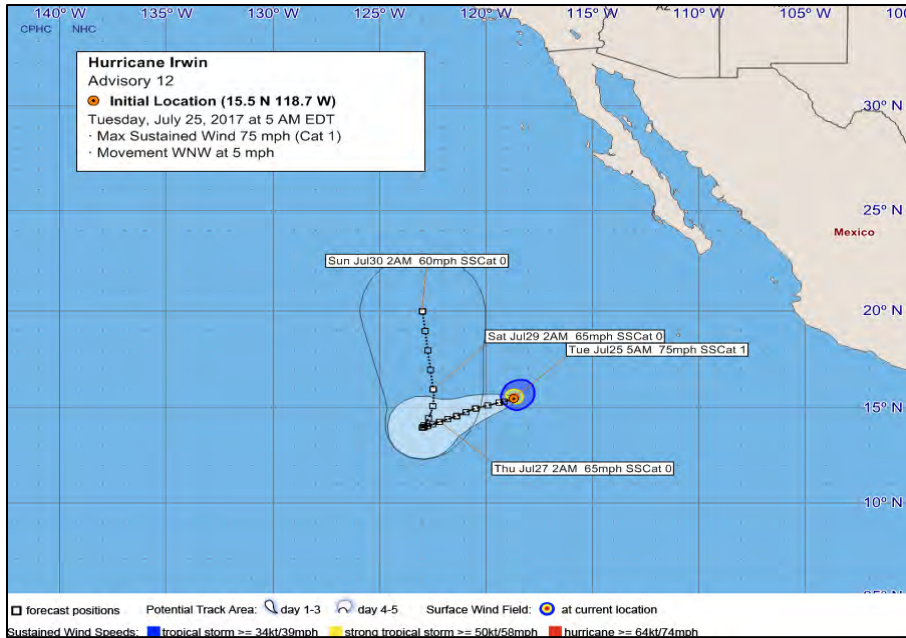 140° W 135° W 130° W 125° W 120° W 115° W 110° W 105° W 100
CPHC NHC
AZ
Hurricane Irwin
Advisory 12
Initial Location (15.5 N 118.7 W)
Tuesday, July 25, 2017 at 5 AM EDT
· Max Sustained Wind 75 mph (Cat 1)
· Movement WNW at 5 mph
30° N
25° N
Mexico
Sun Jul30 2AM 60mph SSCat 0
20° N
Sat Jul29 2AM 65mph SSCat 0
Tue Jul25 5AM 75mph SSCat 1
15° N
Thu Jul27 2AM 65mph SSCat 0
10° N
forecast positions Potential Track Area: day 1-3 day 4-5 Surface Wind Field: at current location
Sustained Wind Speeds: tropical storm >= 34kt/39mph strong tropical storm >= 50kt/58mph hurricane >= 64kt/74mph